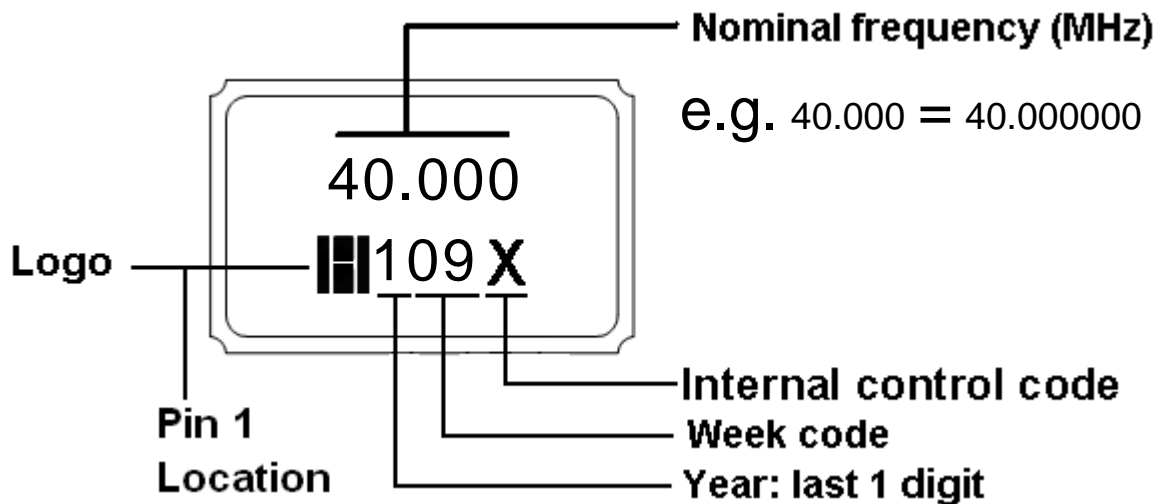 Nominal frequency (MHz)
e.g. 40.000 = 40.000000
40.000
Logo
109 X
Internal control code
Pin 1
Location
Week code
Year: last 1 digit